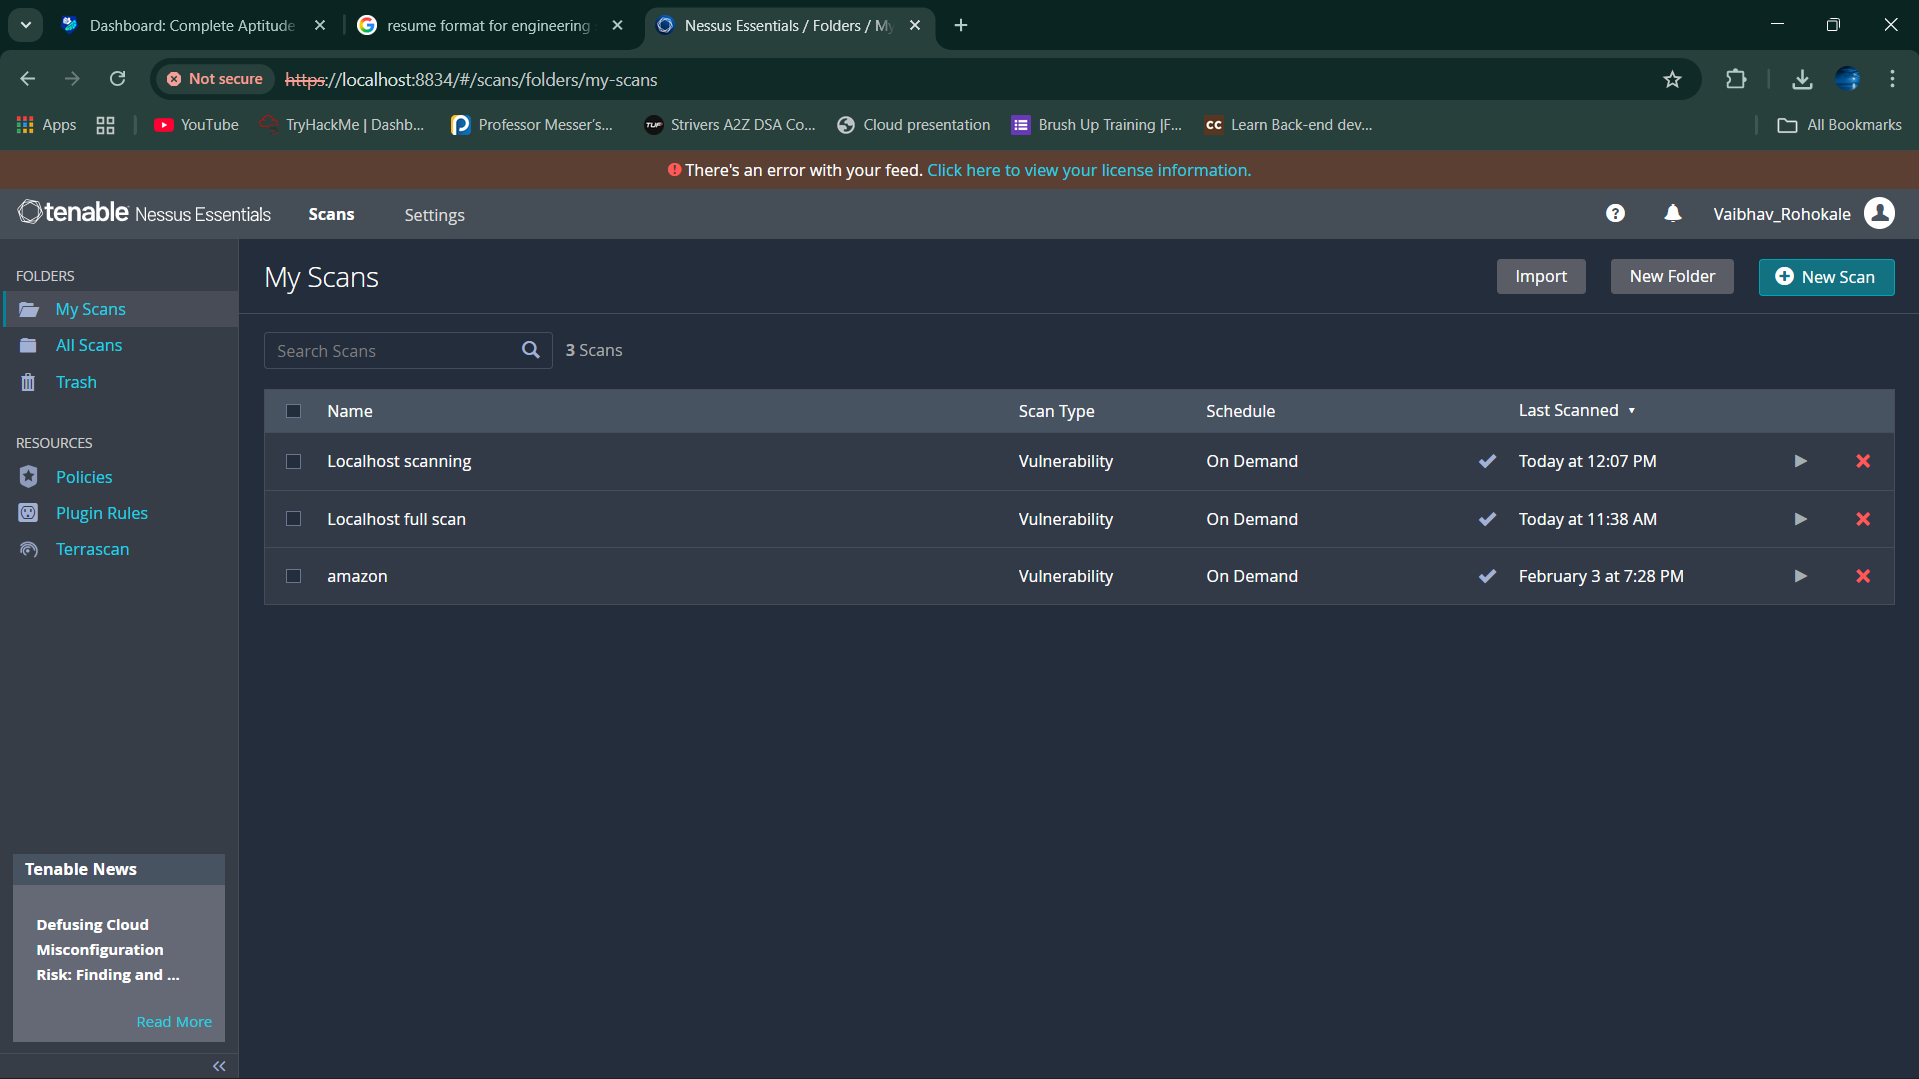 Dashboard: Complete Aptitude
resume format for engineering
Nessus Essentials / Folders / My
Not secure https://localhost:8834/#/scans/folders/my-scans
Apps YouTube TryHackMe | Dashb... Professor Messer's... TUF Strivers A2Z DSA Co... Cloud presentation Brush Up Training |F... CC Learn Back-end dev... All Bookmarks
There's an error with your feed. Click here to view your license information.
tenable Nessus Essentials Scans Settings Vaibhav_Rohokale
FOLDERS
My Scans
All Scans
Trash
RESOURCES
Policies
Plugin Rules
Terrascan
My Scans
Import New Folder New Scan
Search Scans 3 Scans
Name Scan Type Schedule Last Scanned
Localhost scanning Vulnerability On Demand Today at 12:07 PM
Localhost full scan Vulnerability On Demand Today at 11:38 AM
amazon Vulnerability On Demand February 3 at 7:28 PM
Tenable News
Defusing Cloud
Misconfiguration
Risk: Finding and ...
Read More